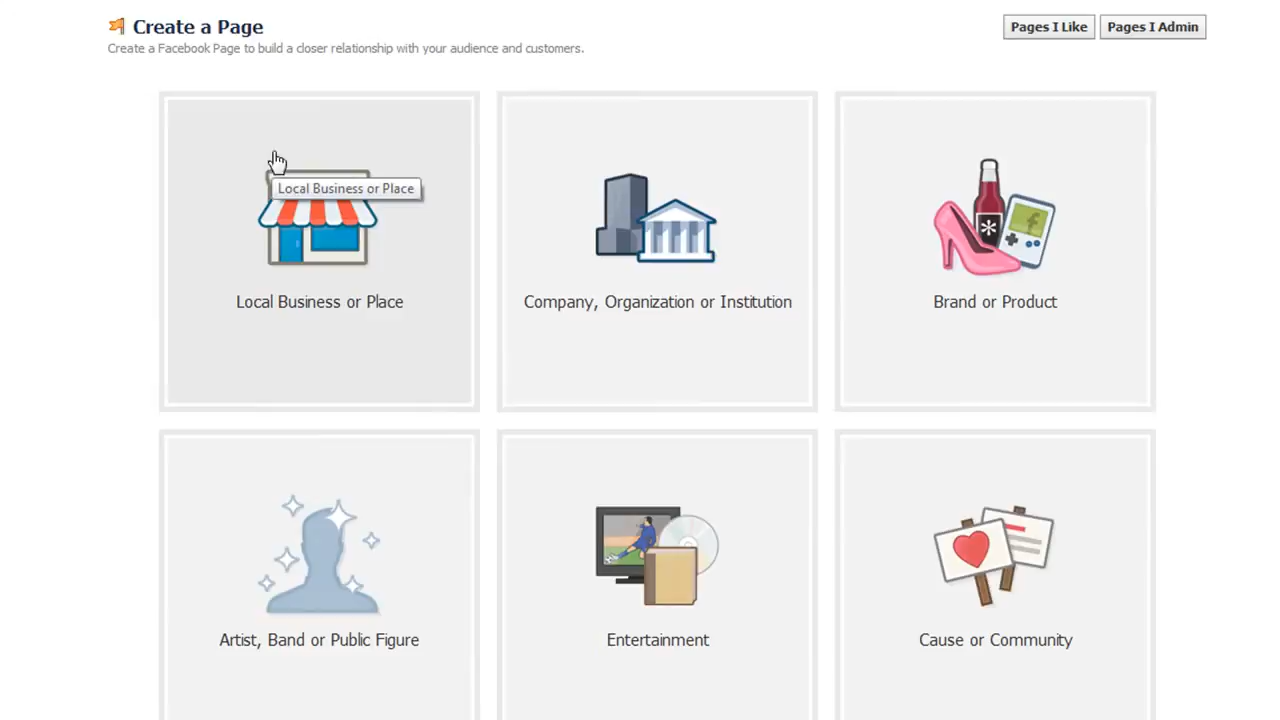 Create a Page
Pages I Like
Pages I Admin
Create a Facebook Page to build a closer relationship with your audience and customers.
Local Business or Place
Local Business or Place
Company, Organization or Institution
Brand or Product
Artist, Band or Public Figure
Entertainment
Cause or Community